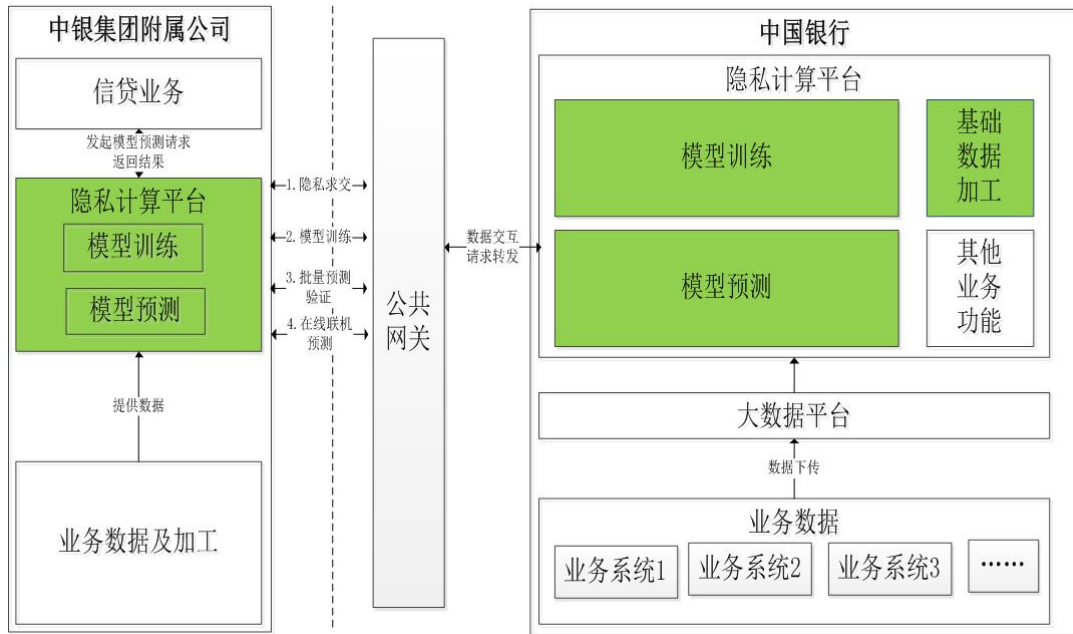 中银集团附属公司
信贷业务
发起模型预测请求
返回结果
隐私计算平台
模型训练
模型预测
提供数据
业务数据及加工
1.隐私求交
2.模型训练
3.批量预测
验证
4.在线联机
预测
公共
网关
数据交互
请求转发
中国银行
隐私计算平台
模型训练
基础
数据
加工
模型预测
其他
业务
功能
大数据平台
数据下传
业务数据
业务系统1
业务系统2
业务系统3
……